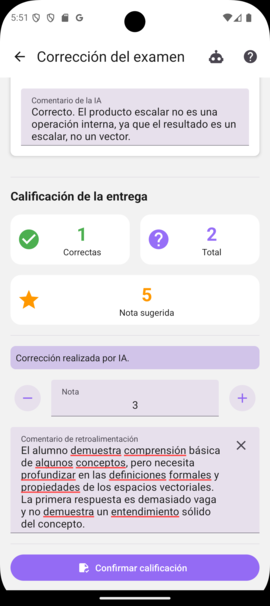 5:51
G
Corrección del examen
Comentario de la IA
Correcto. El producto escalar no es una
operación interna, ya que el resultado es un
escalar, no un vector.
Calificación de la entrega
1
Correctas
2
Total
5
Nota sugerida
Corrección realizada por IA.
Nota
3
Comentario de retroalimentación
El alumno demuestra comprensión básica
de algunos conceptos, pero necesita
profundizar en las definiciones formales y
propiedades de los espacios vectoriales.
La primera respuesta es demasiado vaga
y no demuestra un entendimiento sólido
del concepto.
Confirmar calificación